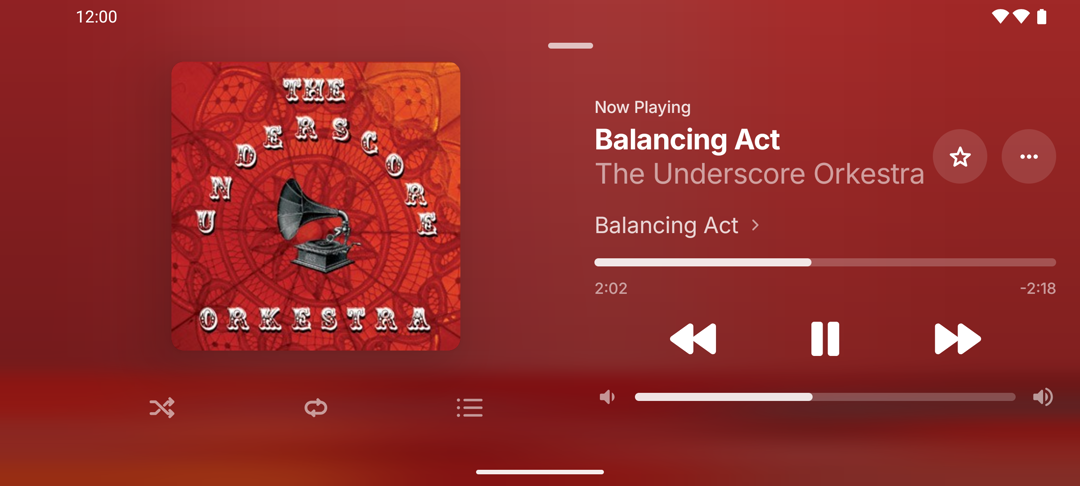 12:00
THE
UNDERSCORE
ORKESTRA
Now Playing
Balancing Act
The Underscore Orkestra
Balancing Act
2:02
-2:18